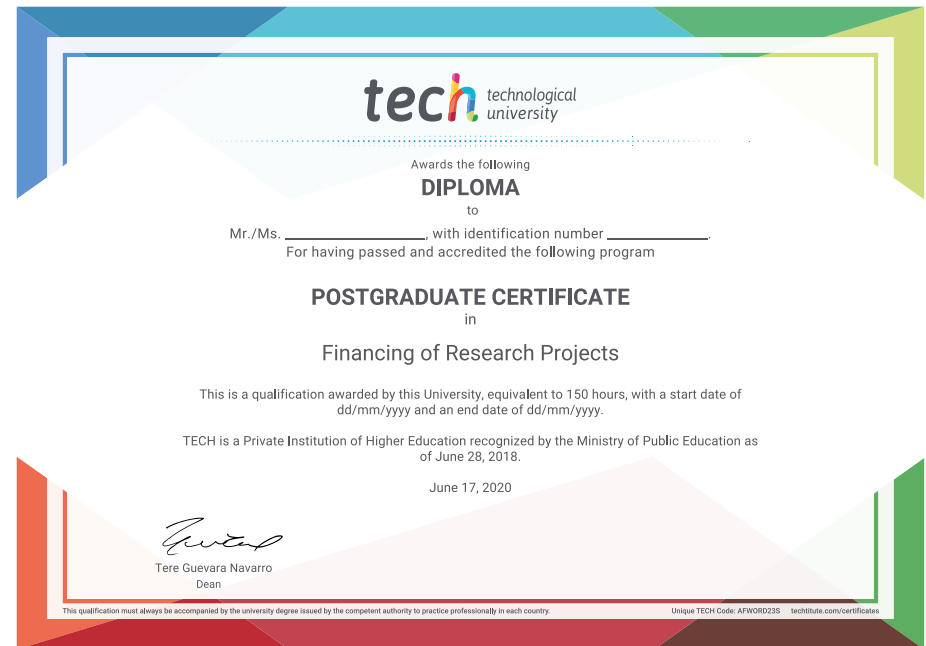 tech technological
university
Awards the following
DIPLOMA
to
Mr./Ms. ____________________, with identification number ______________.
For having passed and accredited the following program
POSTGRADUATE CERTIFICATE
in
Financing of Research Projects
This is a qualification awarded by this University, equivalent to 150 hours, with a start date of
dd/mm/yyyy and an end date of dd/mm/yyyy.
TECH is a Private Institution of Higher Education recognized by the Ministry of Public Education as
of June 28, 2018.
June 17, 2020
Tere Guevara Navarro
Dean
This qualification must always be accompanied by the university degree issued by the competent authority to practice professionally in each country.
Unique TECH Code: AFWORD23S techtitute.com/certificates